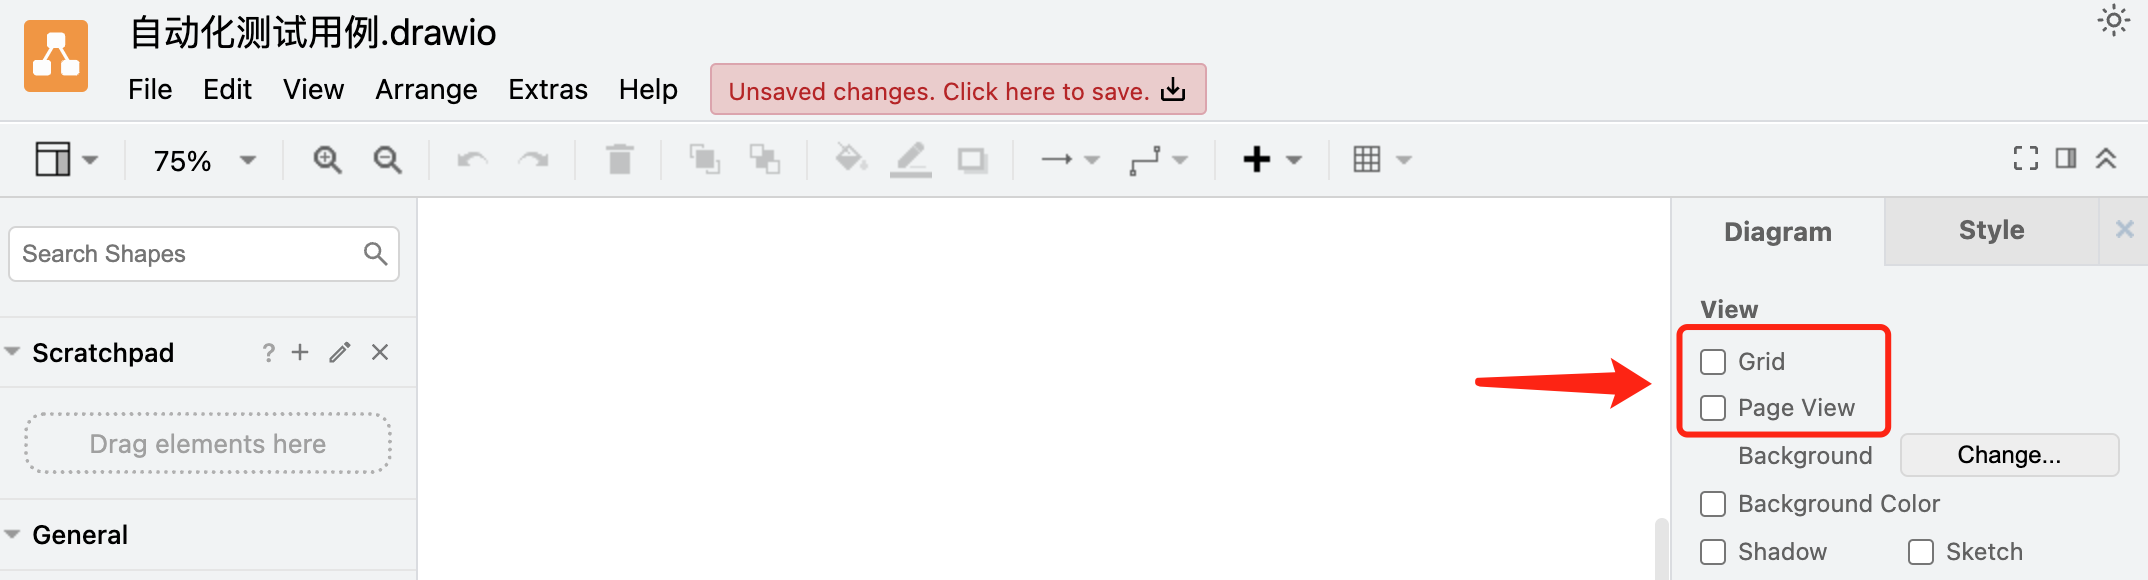 自动化测试用例.drawio
File Edit View Arrange Extras Help Unsaved changes. Click here to save.
75%
Search Shapes
Diagram Style
View
Scratchpad ?
Grid
Page View
Drag elements here
Background Change...
Background Color
General
Shadow Sketch